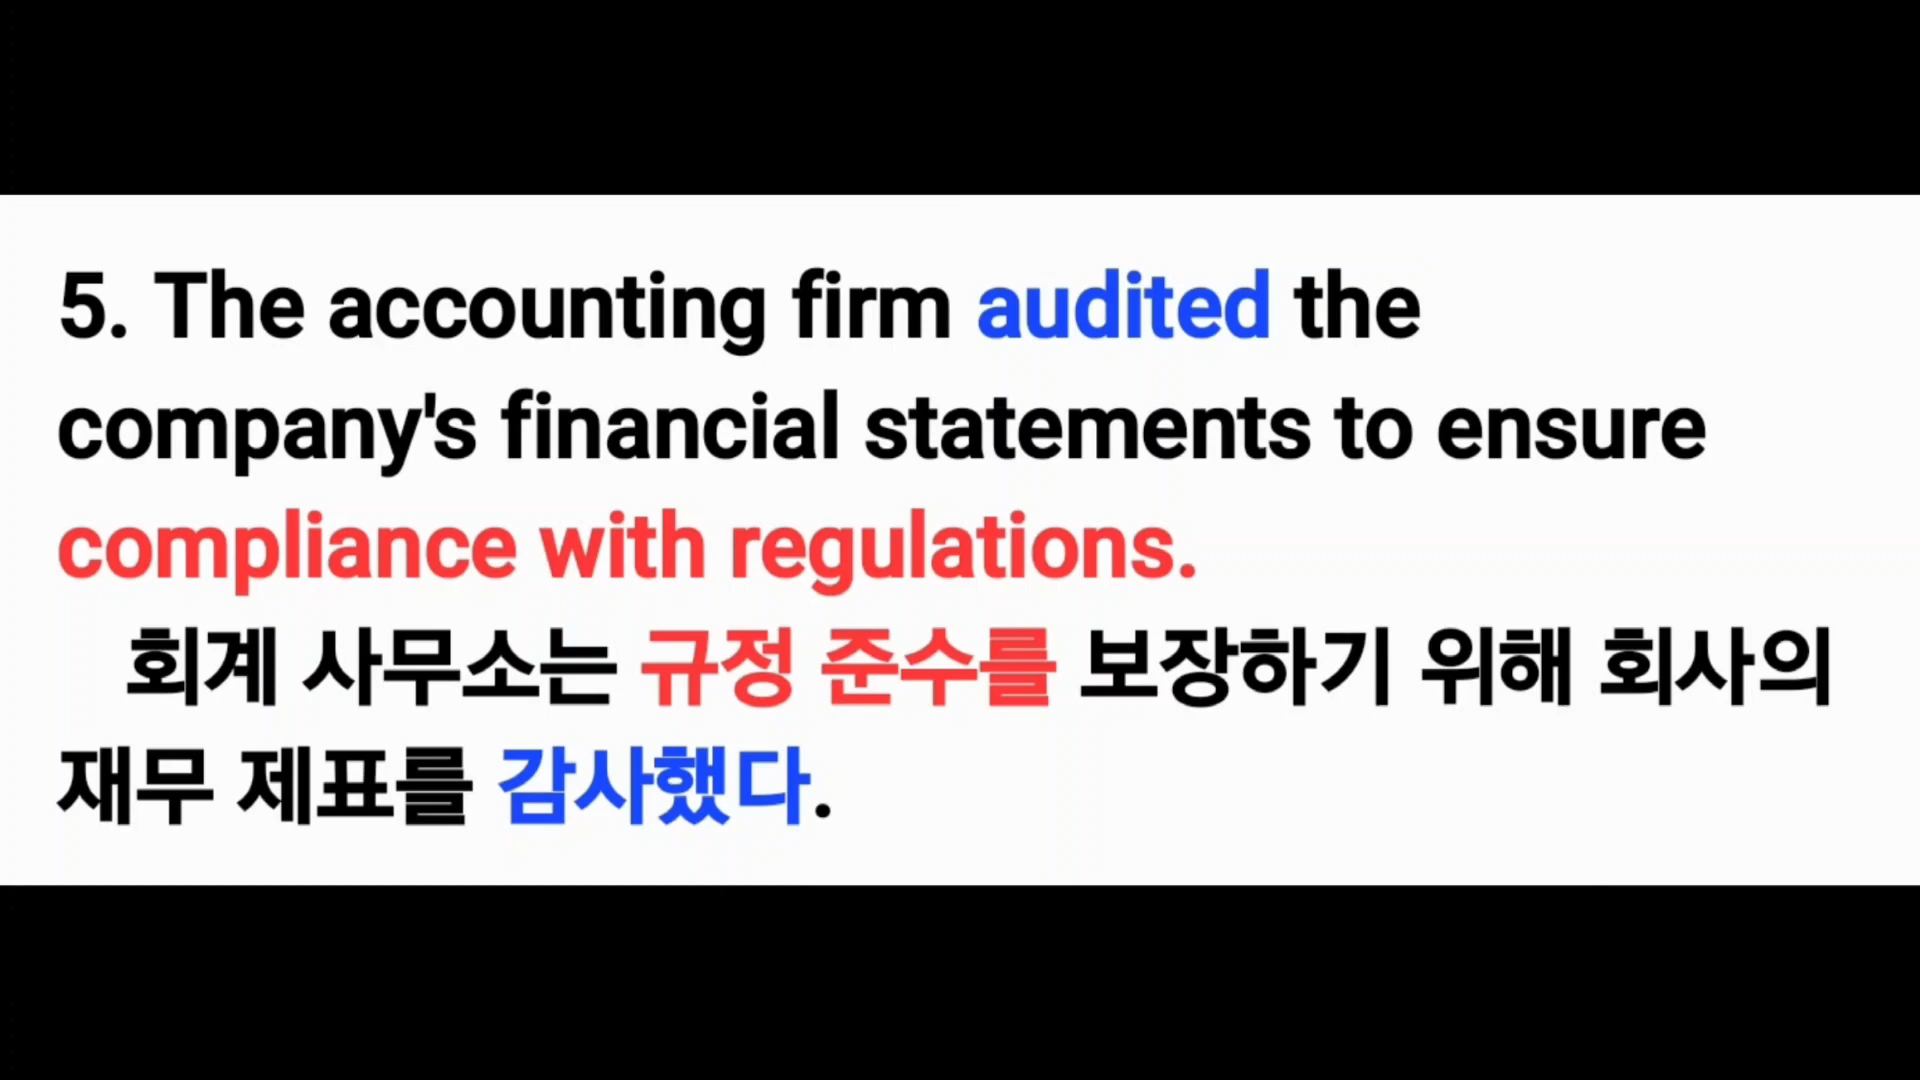 5. The accounting firm audited the
company's financial statements to ensure
compliance with regulations.
회계 사무소는 규정 준수를 보장하기 위해 회사의
재무 제표를 감사했다.